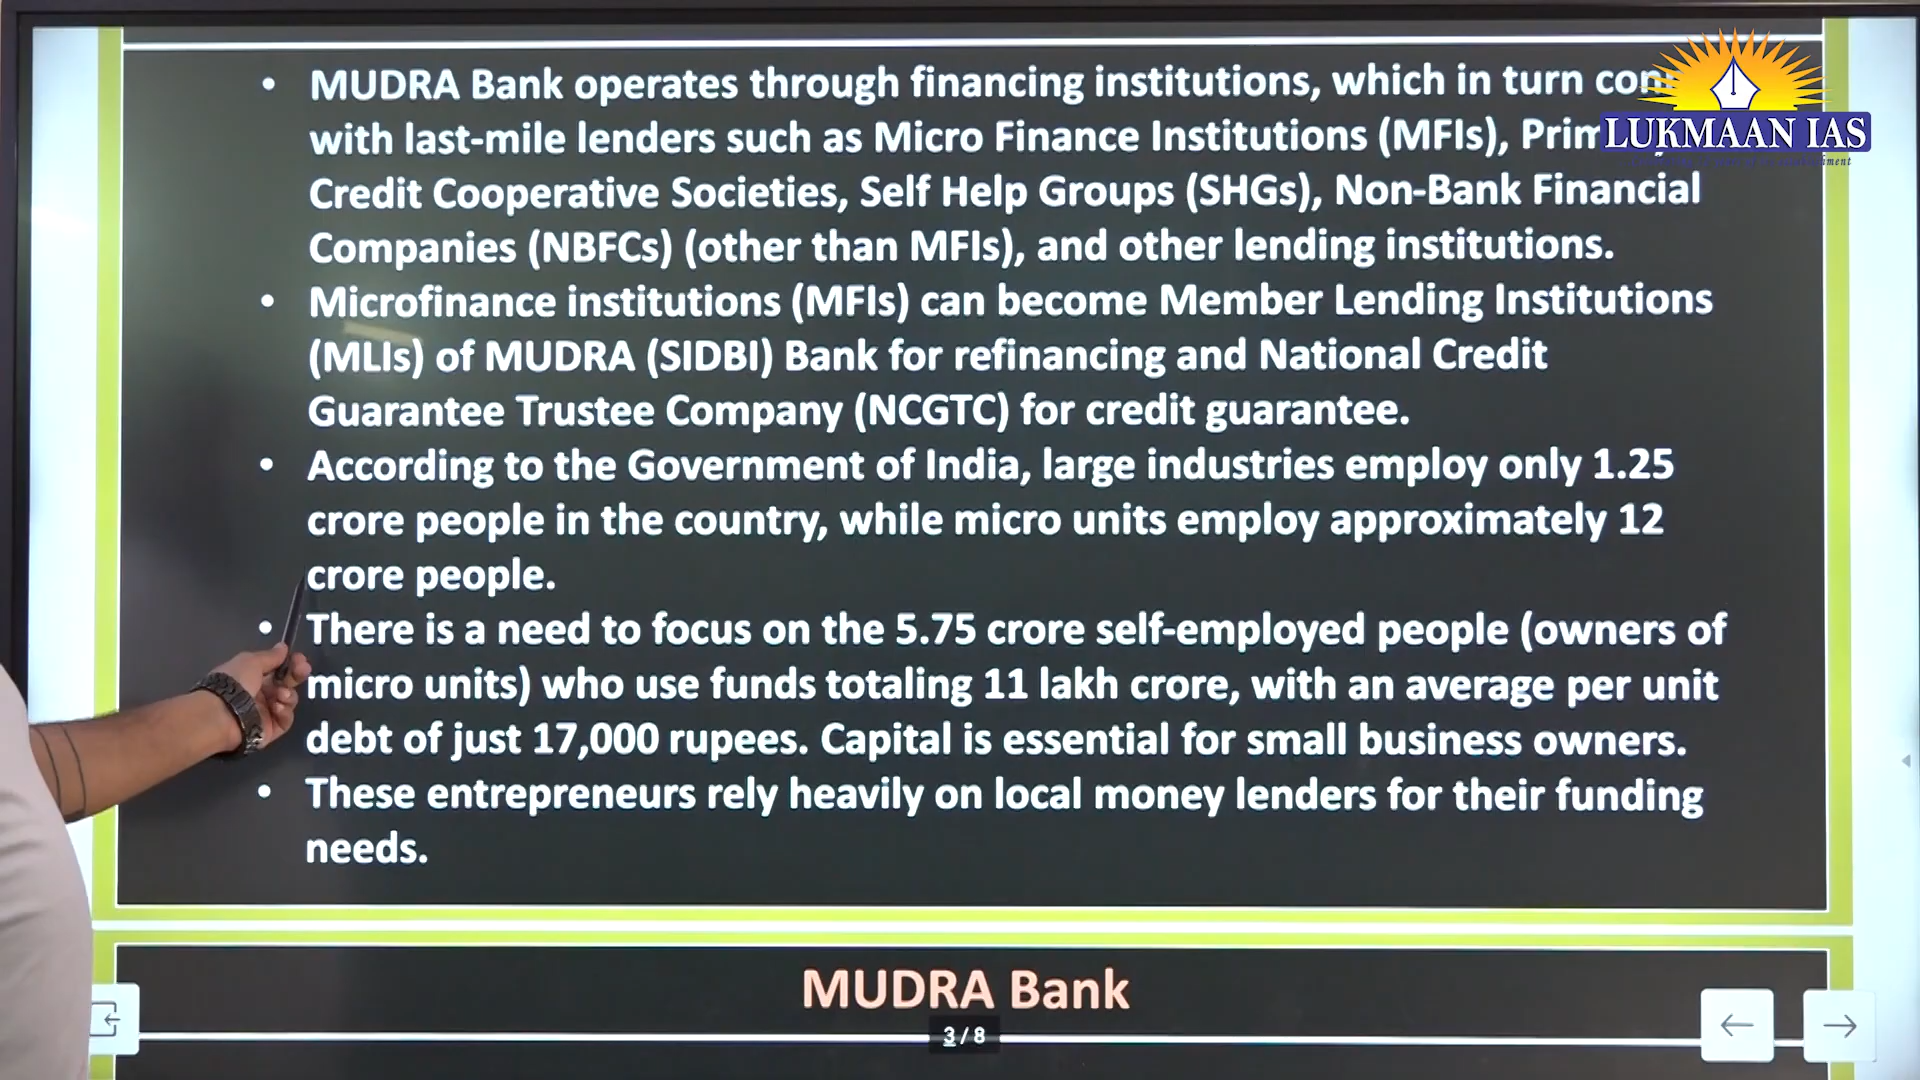 • MUDRA Bank operates through financing institutions, which in turn
with last-mile lenders such as Micro Finance Institutions (MFIs),
Credit Cooperative Societies, Self Help Groups (SHGs), Non-Bank Financial
Companies (NBFCs) (other than MFIs), and other lending institutions.
• Microfinance institutions (MFIs) can become Member Lending Institutions
(MLIs) of MUDRA (SIDBI) Bank for refinancing and National Credit
Guarantee Trustee Company (NCGTC) for credit guarantee.
• According to the Government of India, large industries employ only 1.25
crore people in the country, while micro units employ approximately 12
crore people.
• There is a need to focus on the 5.75 crore self-employed people (owners of
micro units) who use funds totaling 11 lakh crore, with an average per unit
debt of just 17,000 rupees. Capital is essential for small business owners.
• These entrepreneurs rely heavily on local money lenders for their funding
needs.
LUKMAAN IAS
MUDRA Bank
3 / 8